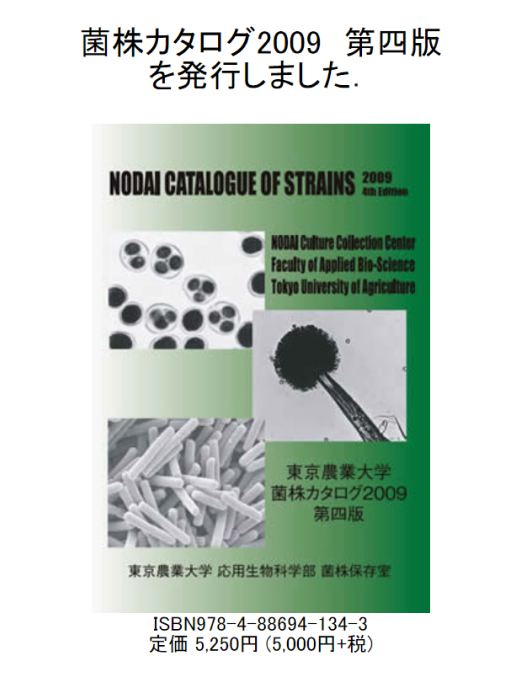 菌株カタログ2009　第四版
を発行しました.
NODAI CATALOGUE OF STRAINS 2009
4th Edition
NODAI Culture Collection Center
Faculty of Applied Bio-Science
Tokyo University of Agriculture
東京農業大学
菌株カタログ2009
第四版
東京農業大学 応用生物科学部 菌株保存室
ISBN978-4-88694-134-3
定価 5,250円 (5,000円+税)